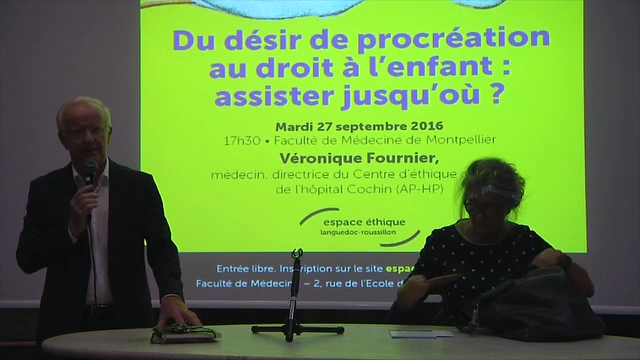 Du désir de procréation
au droit à l'enfant :
assister jusqu'où ?
Mardi 27 septembre 2016
17h30 • Faculté de Médecine de Montpellier
Véronique Fournier,
médecin, directrice du Centre d'éthique
de l'hôpital Cochin (AP-HP)
espace éthique
languedoc-roussillon
Entrée libre. Inscription sur le site
Faculté de Médecine – 2, rue de l'Ecole